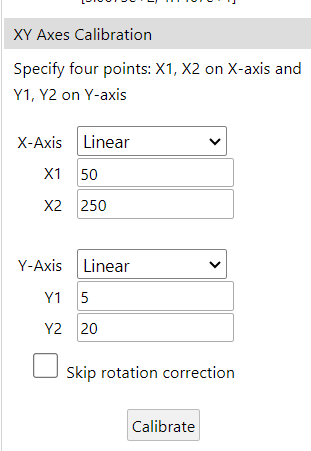 XY Axes Calibration
Specify four points: X1, X2 on X-axis and
Y1, Y2 on Y-axis
X-Axis Linear
X1 50
X2 250
Y-Axis Linear
Y1 5
Y2 20
Skip rotation correction
Calibrate